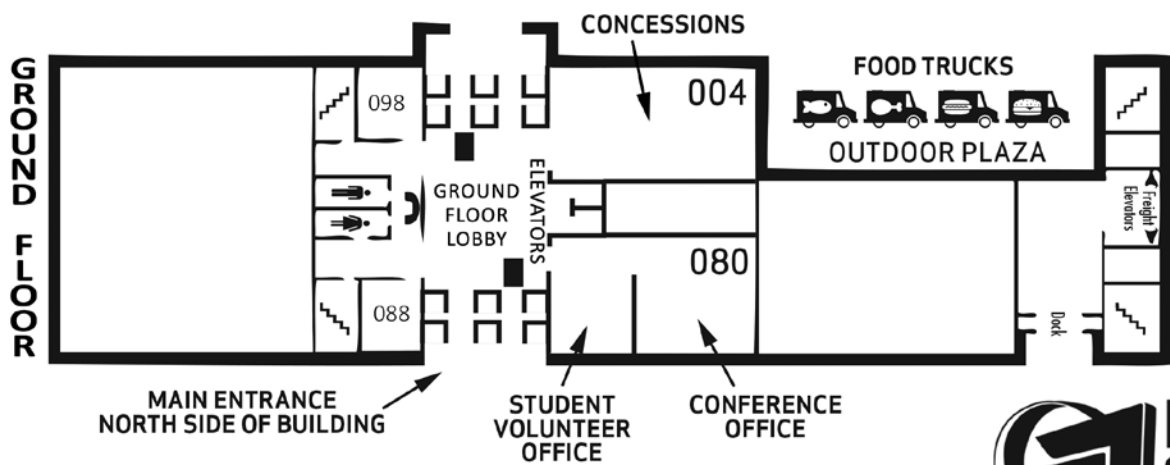 GROUND FLOOR
CONCESSIONS
004
FOOD TRUCKS
OUTDOOR PLAZA
098
ELEVATORS
GROUND
FLOOR
LOBBY
Freight
Elevators
080
088
Dock
MAIN ENTRANCE
NORTH SIDE OF BUILDING
STUDENT
VOLUNTEER
OFFICE
CONFERENCE
OFFICE